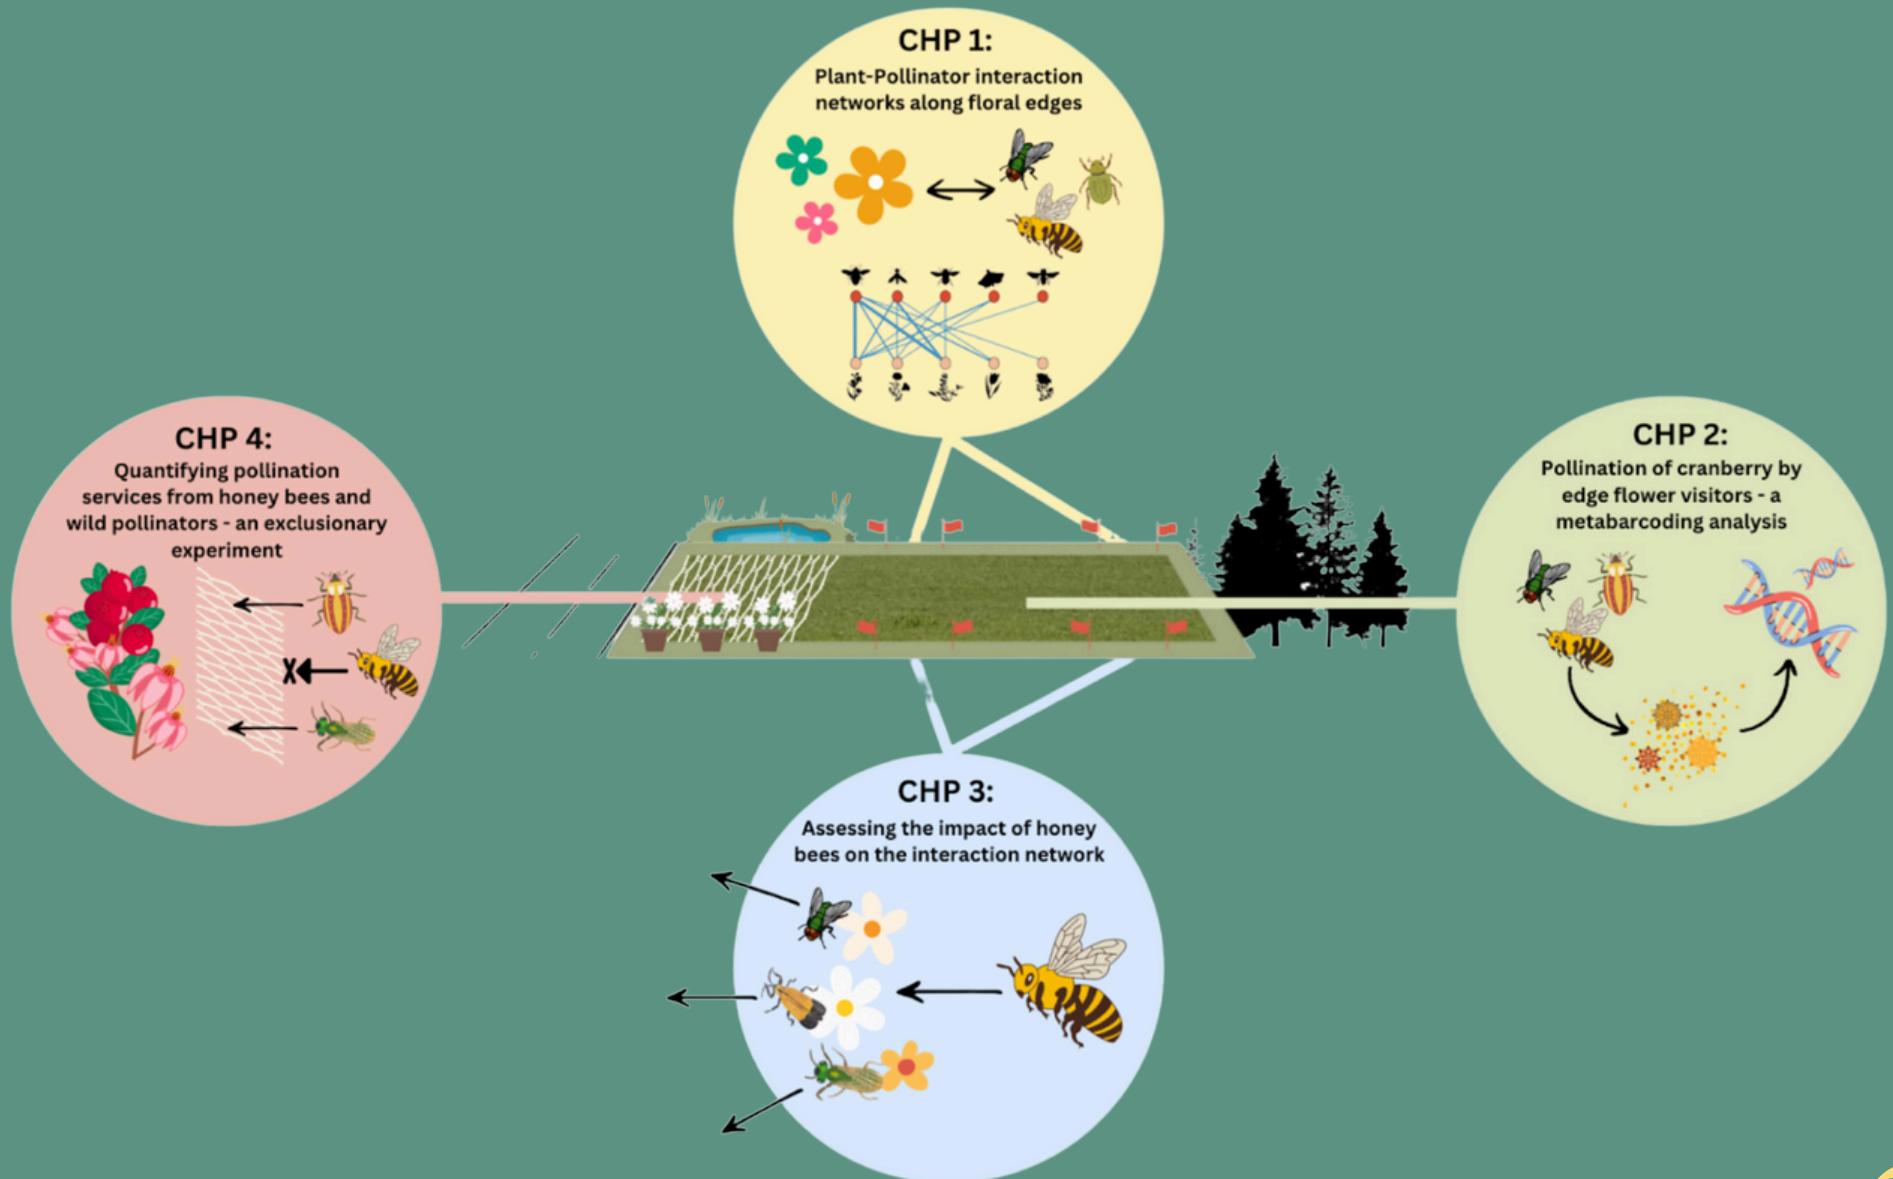 CHP 1:
Plant-Pollinator interaction
networks along floral edges
CHP 4:
Quantifying pollination
services from honey bees and
wild pollinators - an exclusionary
experiment
CHP 2:
Pollination of cranberry by
edge flower visitors - a
metabarcoding analysis
X
CHP 3:
Assessing the impact of honey
bees on the interaction network